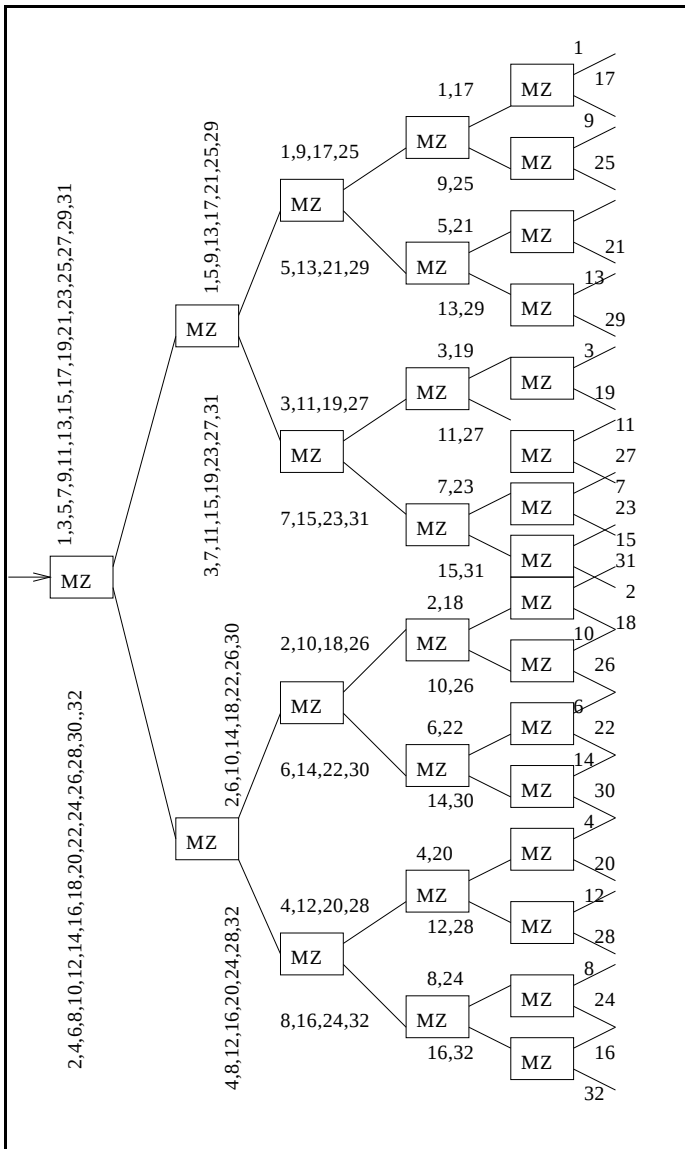 1,3,5,7,9,11,13,15,17,19,21,23,25,27,29,31
MZ
2,4,6,8,10,12,14,16,18,20,22,24,26,28,30.,32
1,5,9,13,17,21,25,29
MZ
3,7,11,15,19,23,27,31
2,6,10,14,18,22,26,30
MZ
4,8,12,16,20,24,28,32
1,9,17,25
MZ
5,13,21,29
3,11,19,27
MZ
7,15,23,31
2,10,18,26
MZ
6,14,22,30
4,12,20,28
MZ
8,16,24,32
1,17
MZ
9,25
5,21
MZ
13,29
3,19
MZ
11,27
7,23
MZ
15,31
2,18
MZ
10,26
6,22
MZ
14,30
4,20
MZ
12,28
8,24
MZ
16,32
1
MZ
17
9
MZ
25
MZ
21
13
MZ
29
3
MZ
19
11
MZ
27
7
MZ
23
15
MZ
31
2
MZ
18
10
MZ
26
6
MZ
22
14
MZ
30
4
MZ
20
12
MZ
28
8
MZ
24
16
MZ
32